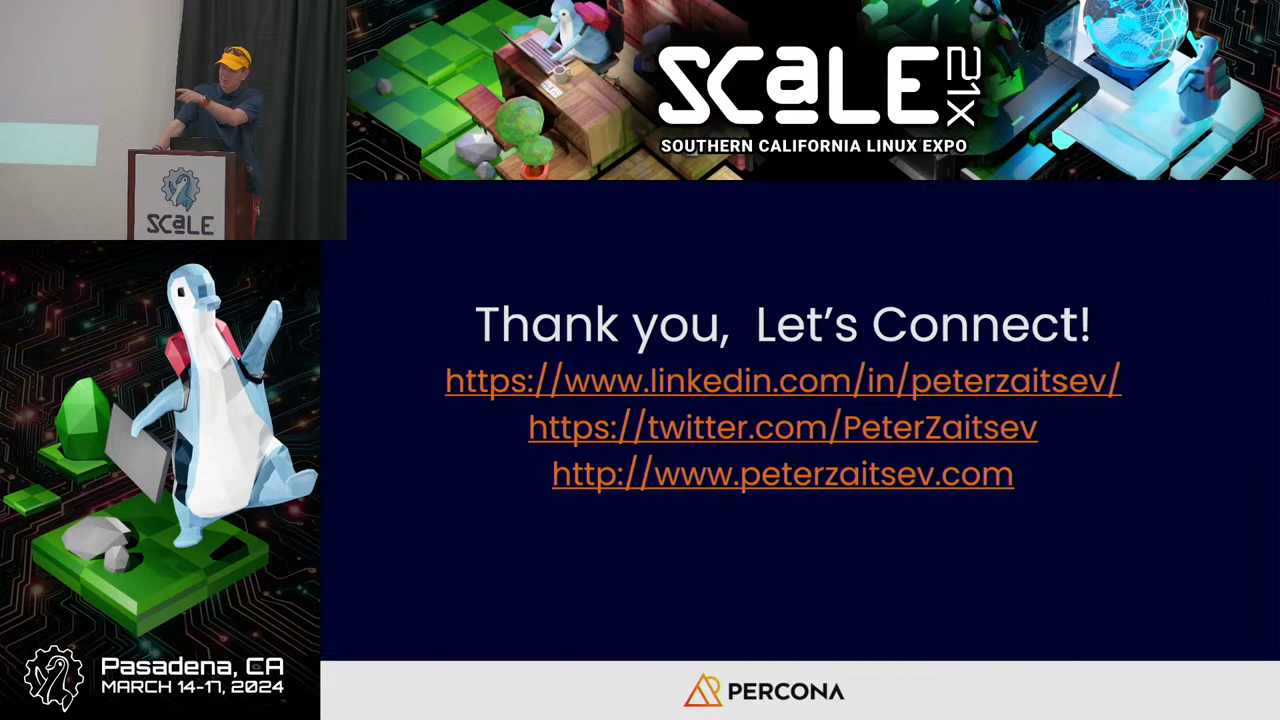 SCaLE 21X
SOUTHERN CALIFORNIA LINUX EXPO
SCaLE
Thank you, Let's Connect!
https://www.linkedin.com/in/peterzaitsev/
https://twitter.com/PeterZaitsev
http://www.peterzaitsev.com
Pasadena, CA
MARCH 14-17, 2024
PERCONA